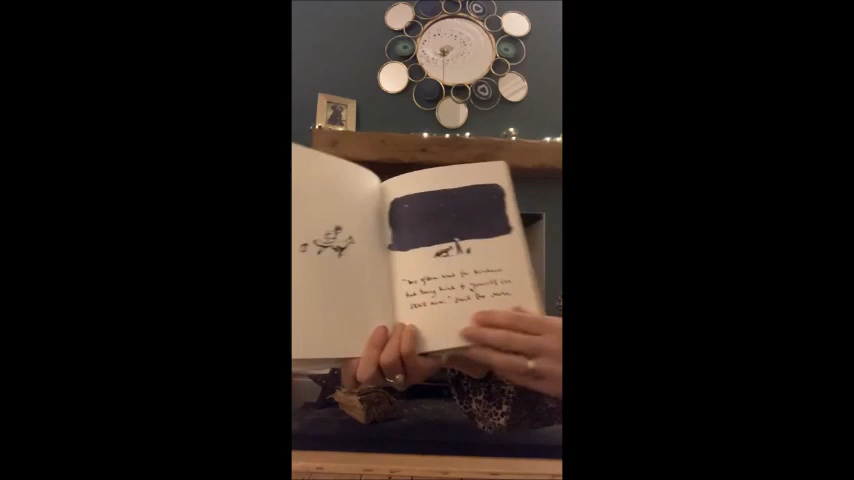 "We often wait for kindness
but being kind to yourself can
start now." said the mole.